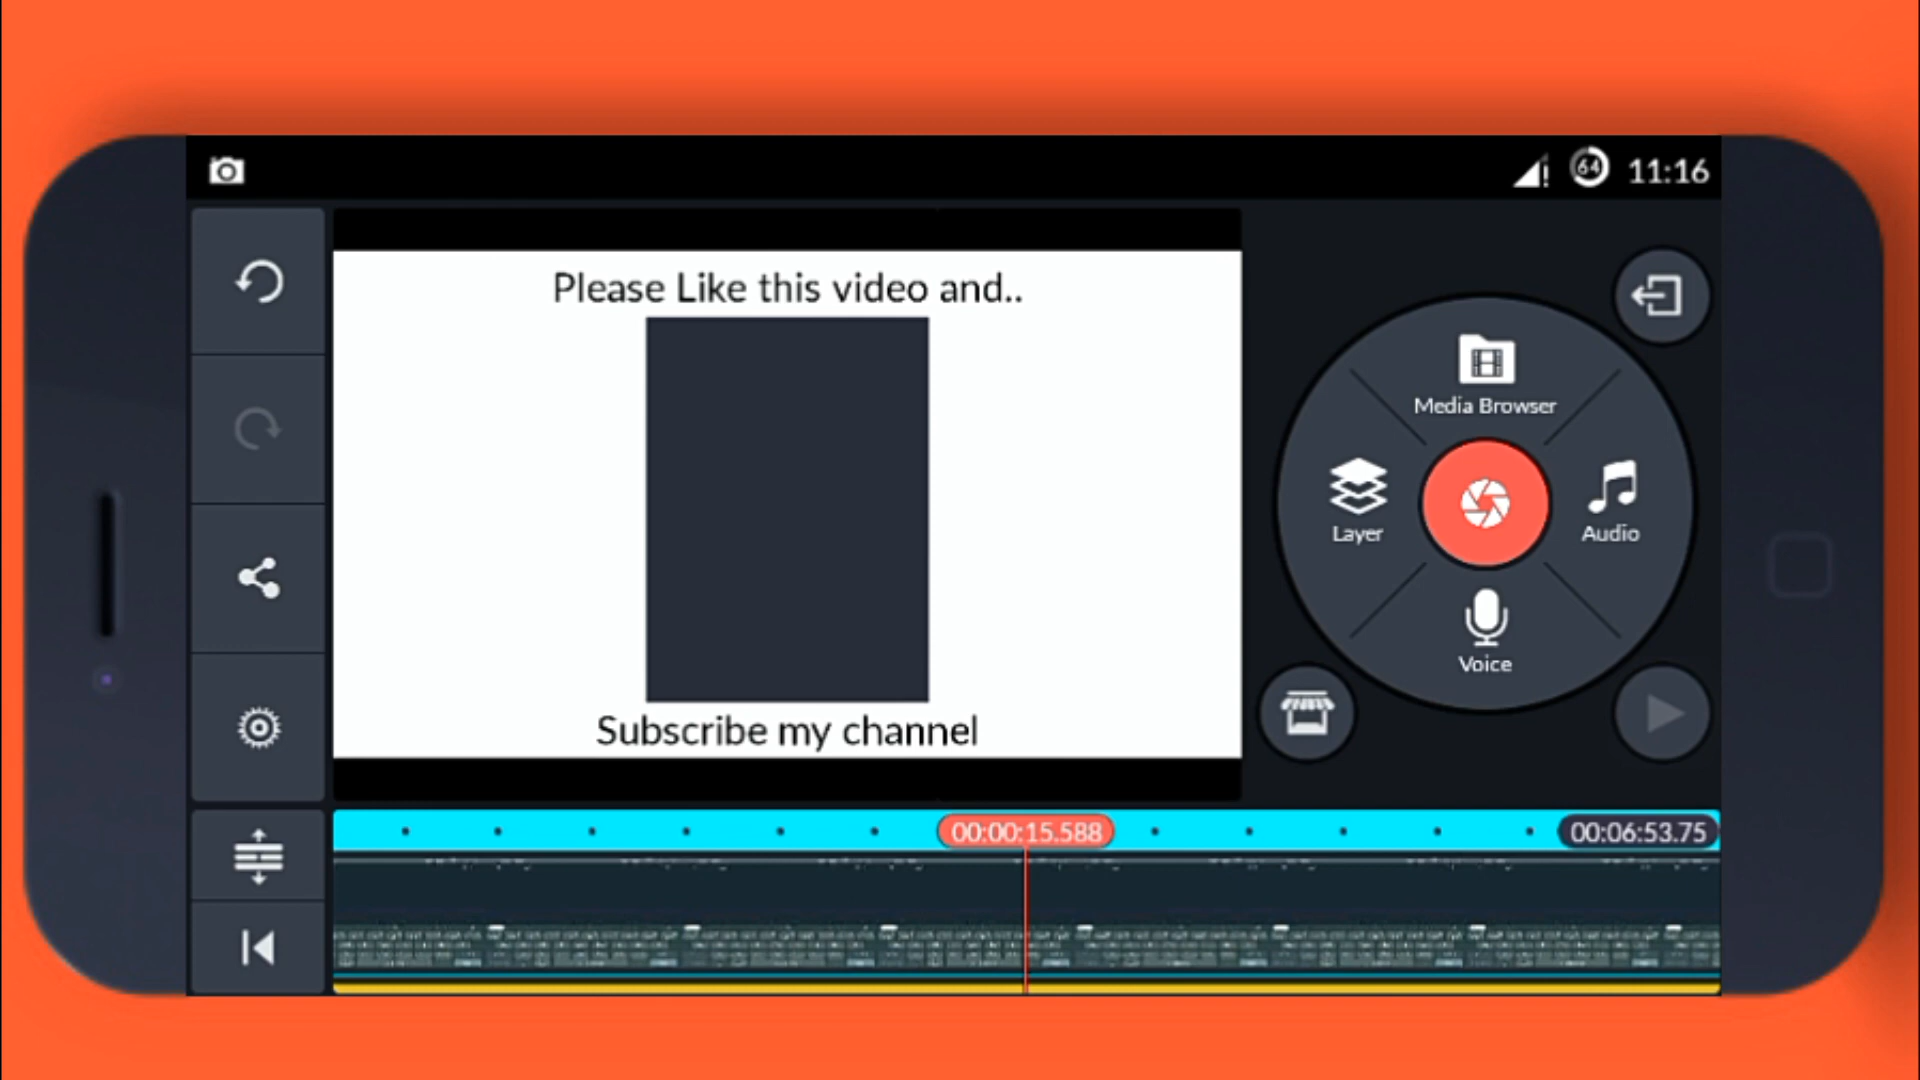 64 11:16
Please Like this video and..
Subscribe my channel
Media Browser
Layer
Audio
Voice
00:00:15.588
00:06:53.75